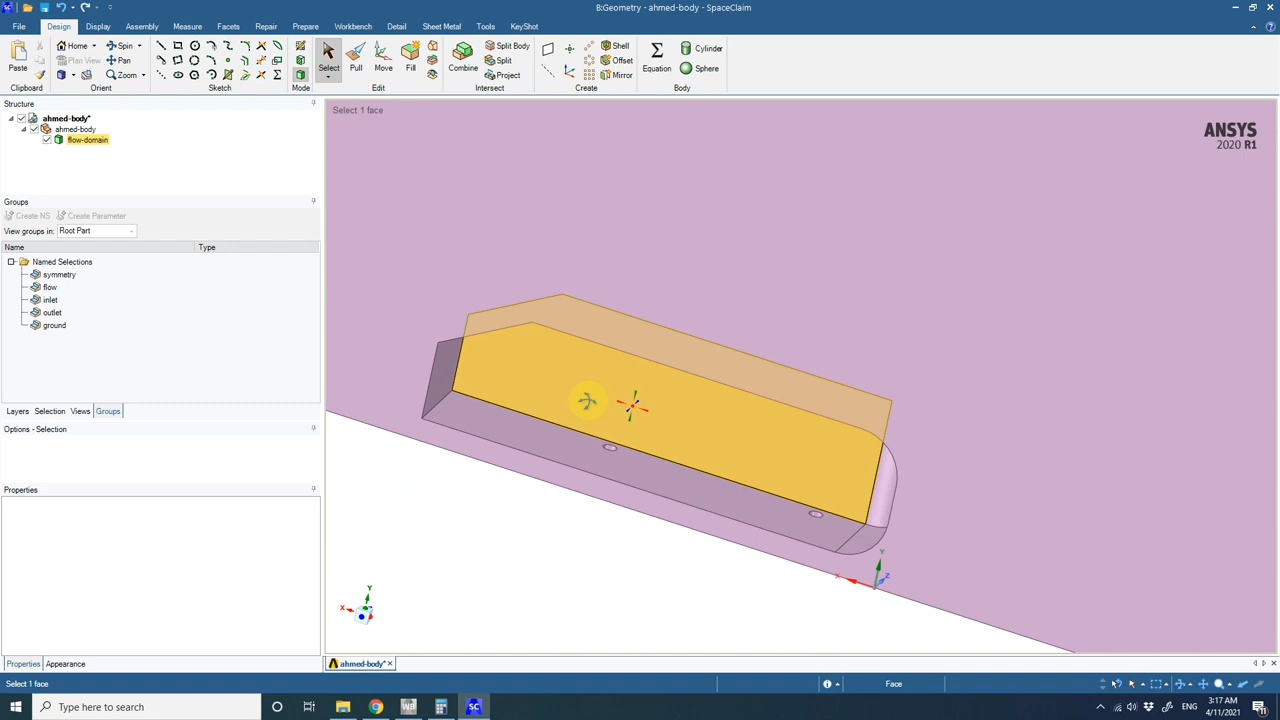 B:Geometry - ahmed-body - SpaceClaim
File Design Display Assembly Measure Facets Repair Prepare Workbench Detail Sheet Metal Tools KeyShot
Paste
Home Spin
Plan View Pan
Zoom
Select Pull Move Fill
Combine
Split Body
Split
Project
Shell
Offset
Mirror
Equation
Cylinder
Sphere
Clipboard Orient Sketch Mode Edit Intersect Create Body
Structure
ahmed-body*
ahmed-body
flow-domain
Groups
Create NS Create Parameter
View groups in: Root Part
Name Type
Named Selections
symmetry
flow
inlet
outlet
ground
Layers Selection Views Groups
Options - Selection
Properties
Properties Appearance
Select 1 face
ANSYS
2020 R1
X Y Z
Y
X
ahmed-body*
Select 1 face
Face
Type here to search
WB
SC
ENG
3:17 AM
4/11/2021